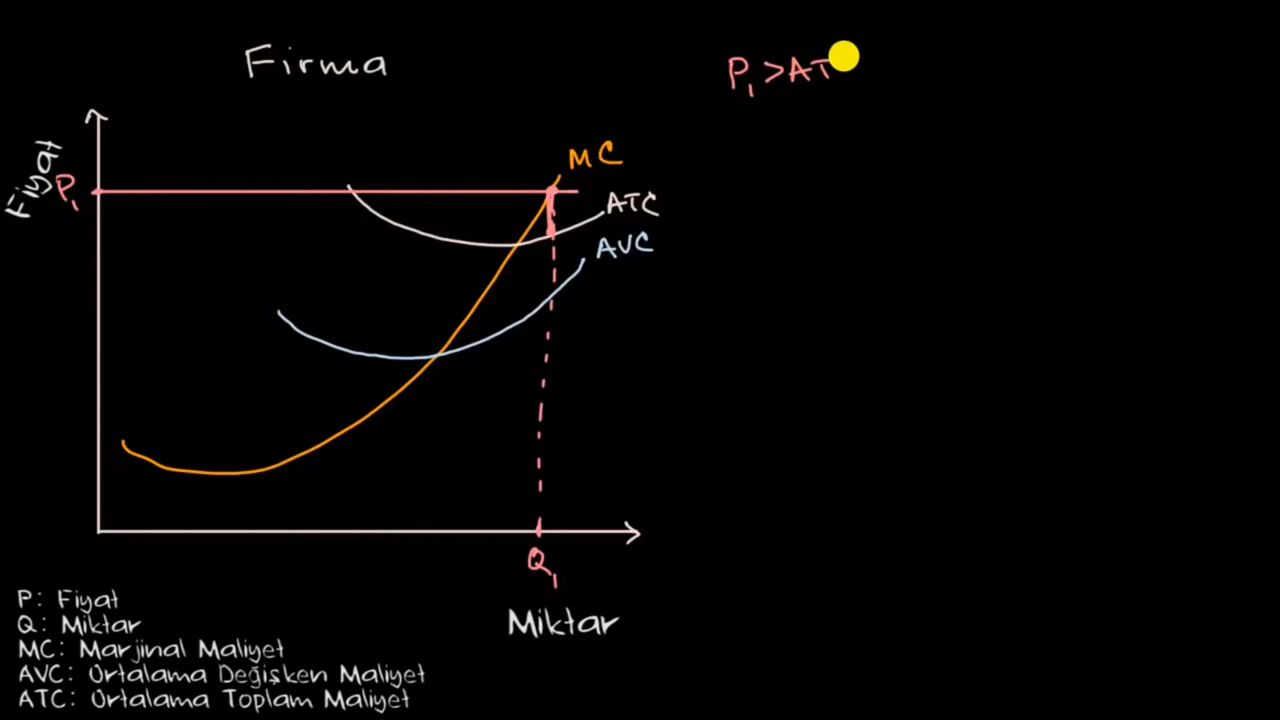 Firma
P₁ > AT
MC
Fiyat
P₁
ATC
AVC
Q₁
Miktar
P: Fiyat
Q: Miktar
MC: Marjinal Maliyet
AVC: Ortalama Değişken Maliyet
ATC: Ortalama Toplam Maliyet